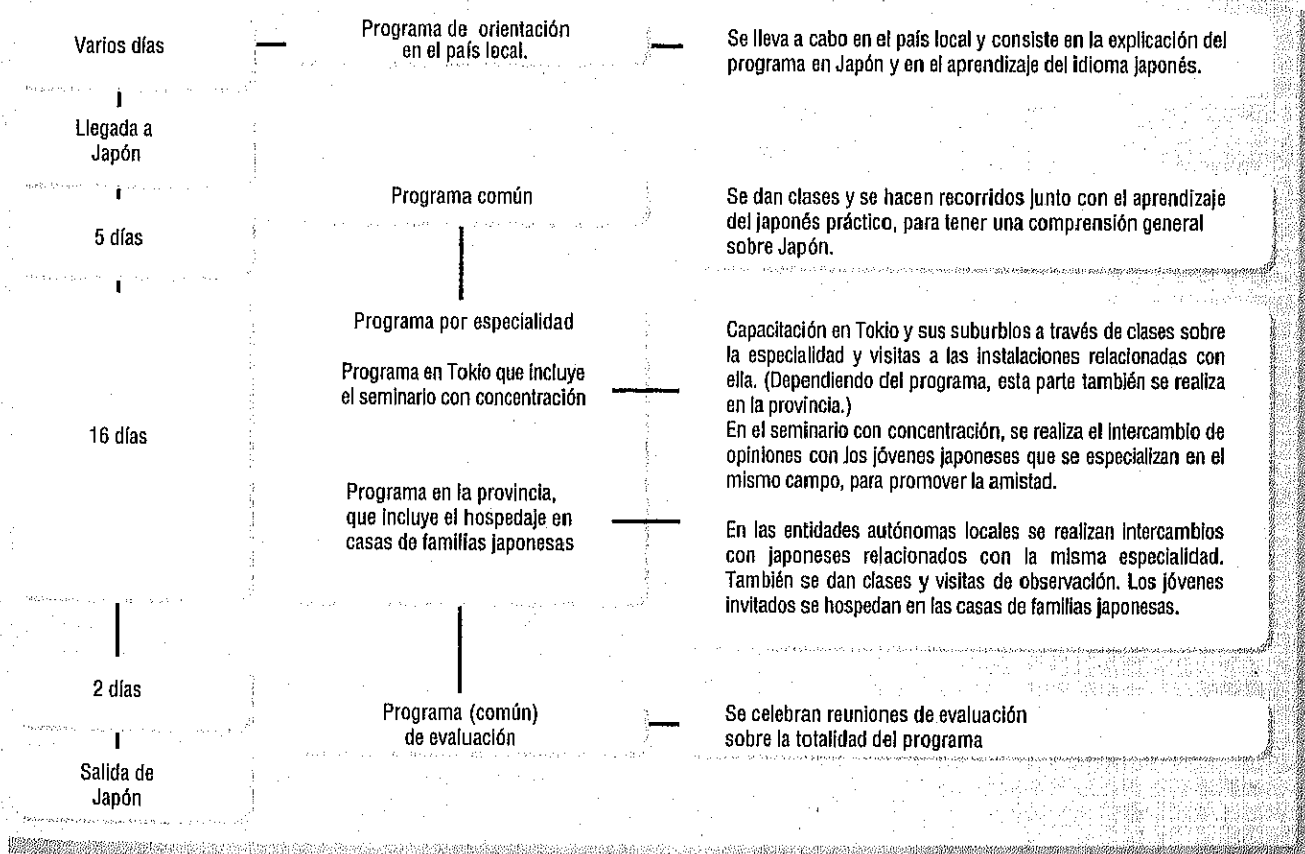 Varios días
Programa de orientación
en el país local.
Se lleva a cabo en el país local y consiste en la explicación del
programa en Japón y en el aprendizaje del idioma japonés.
Llegada a
Japón
5 días
Programa común
Se dan clases y se hacen recorridos junto con el aprendizaje
del japonés práctico, para tener una comprensión general
sobre Japón.
16 días
Programa por especialidad
Programa en Tokio que incluye
el seminario con concentración
Capacitación en Tokio y sus suburbios a través de clases sobre
la especialidad y visitas a las instalaciones relacionadas con
ella. (Dependiendo del programa, esta parte también se realiza
en la provincia.)
En el seminario con concentración, se realiza el intercambio de
opiniones con los jóvenes japoneses que se especializan en el
mismo campo, para promover la amistad.
Programa en la provincia,
que incluye el hospedaje en
casas de familias japonesas
En las entidades autónomas locales se realizan intercambios
con japoneses relacionados con la misma especialidad.
También se dan clases y visitas de observación. Los jóvenes
invitados se hospedan en las casas de familias japonesas.
2 días
Programa (común)
de evaluación
Se celebran reuniones de evaluación
sobre la totalidad del programa
Salida de
Japón